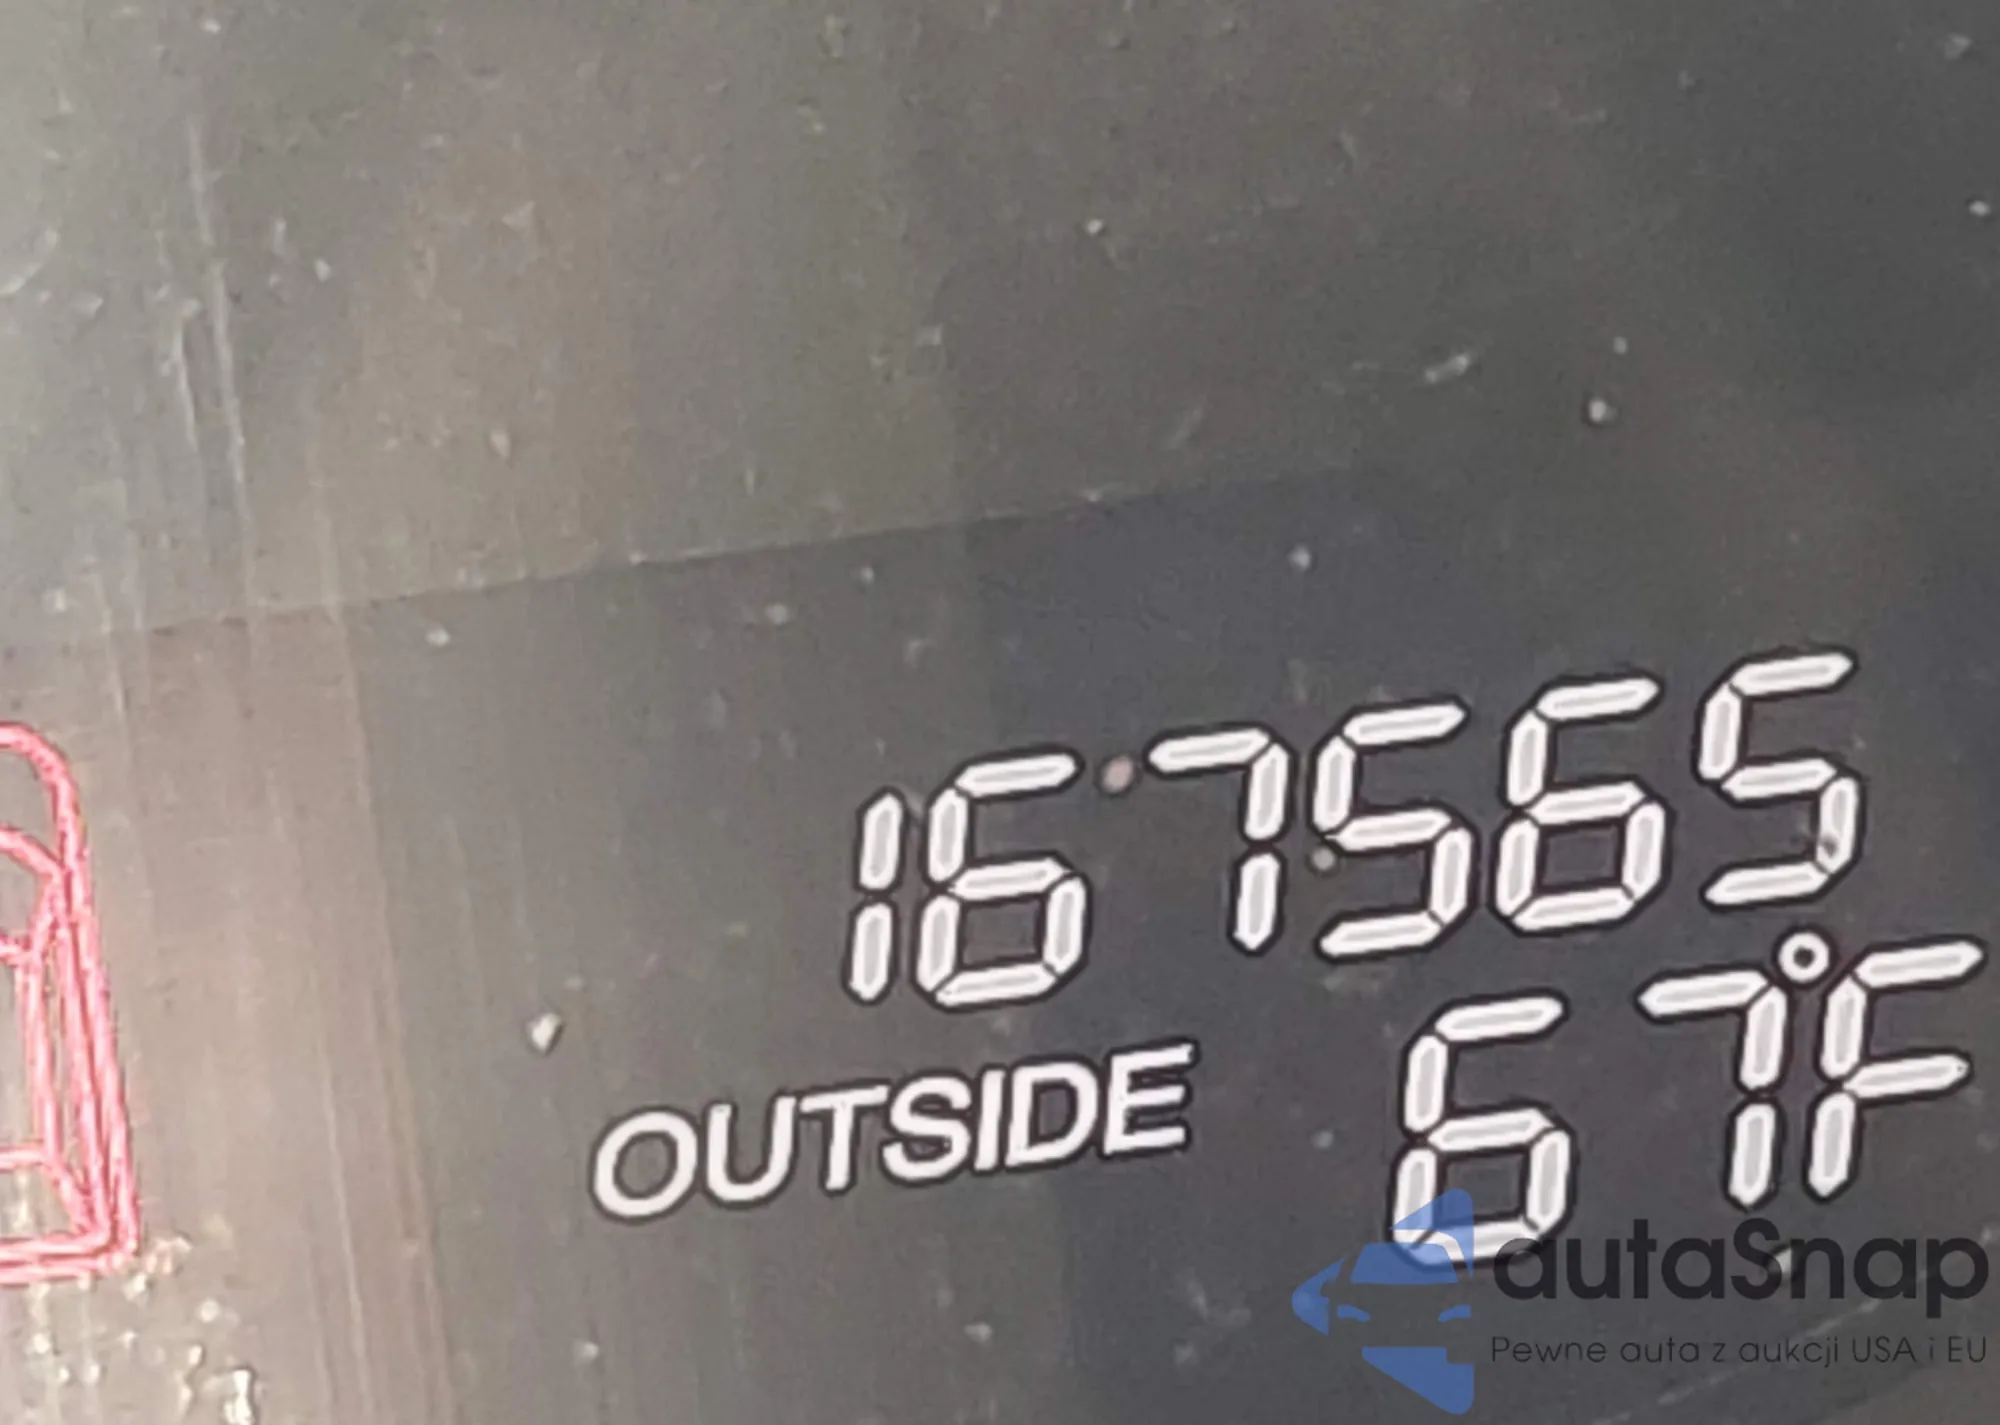 167565
OUTSIDE 67°F
autaSnap
Pewne auta z aukcji USA i EU